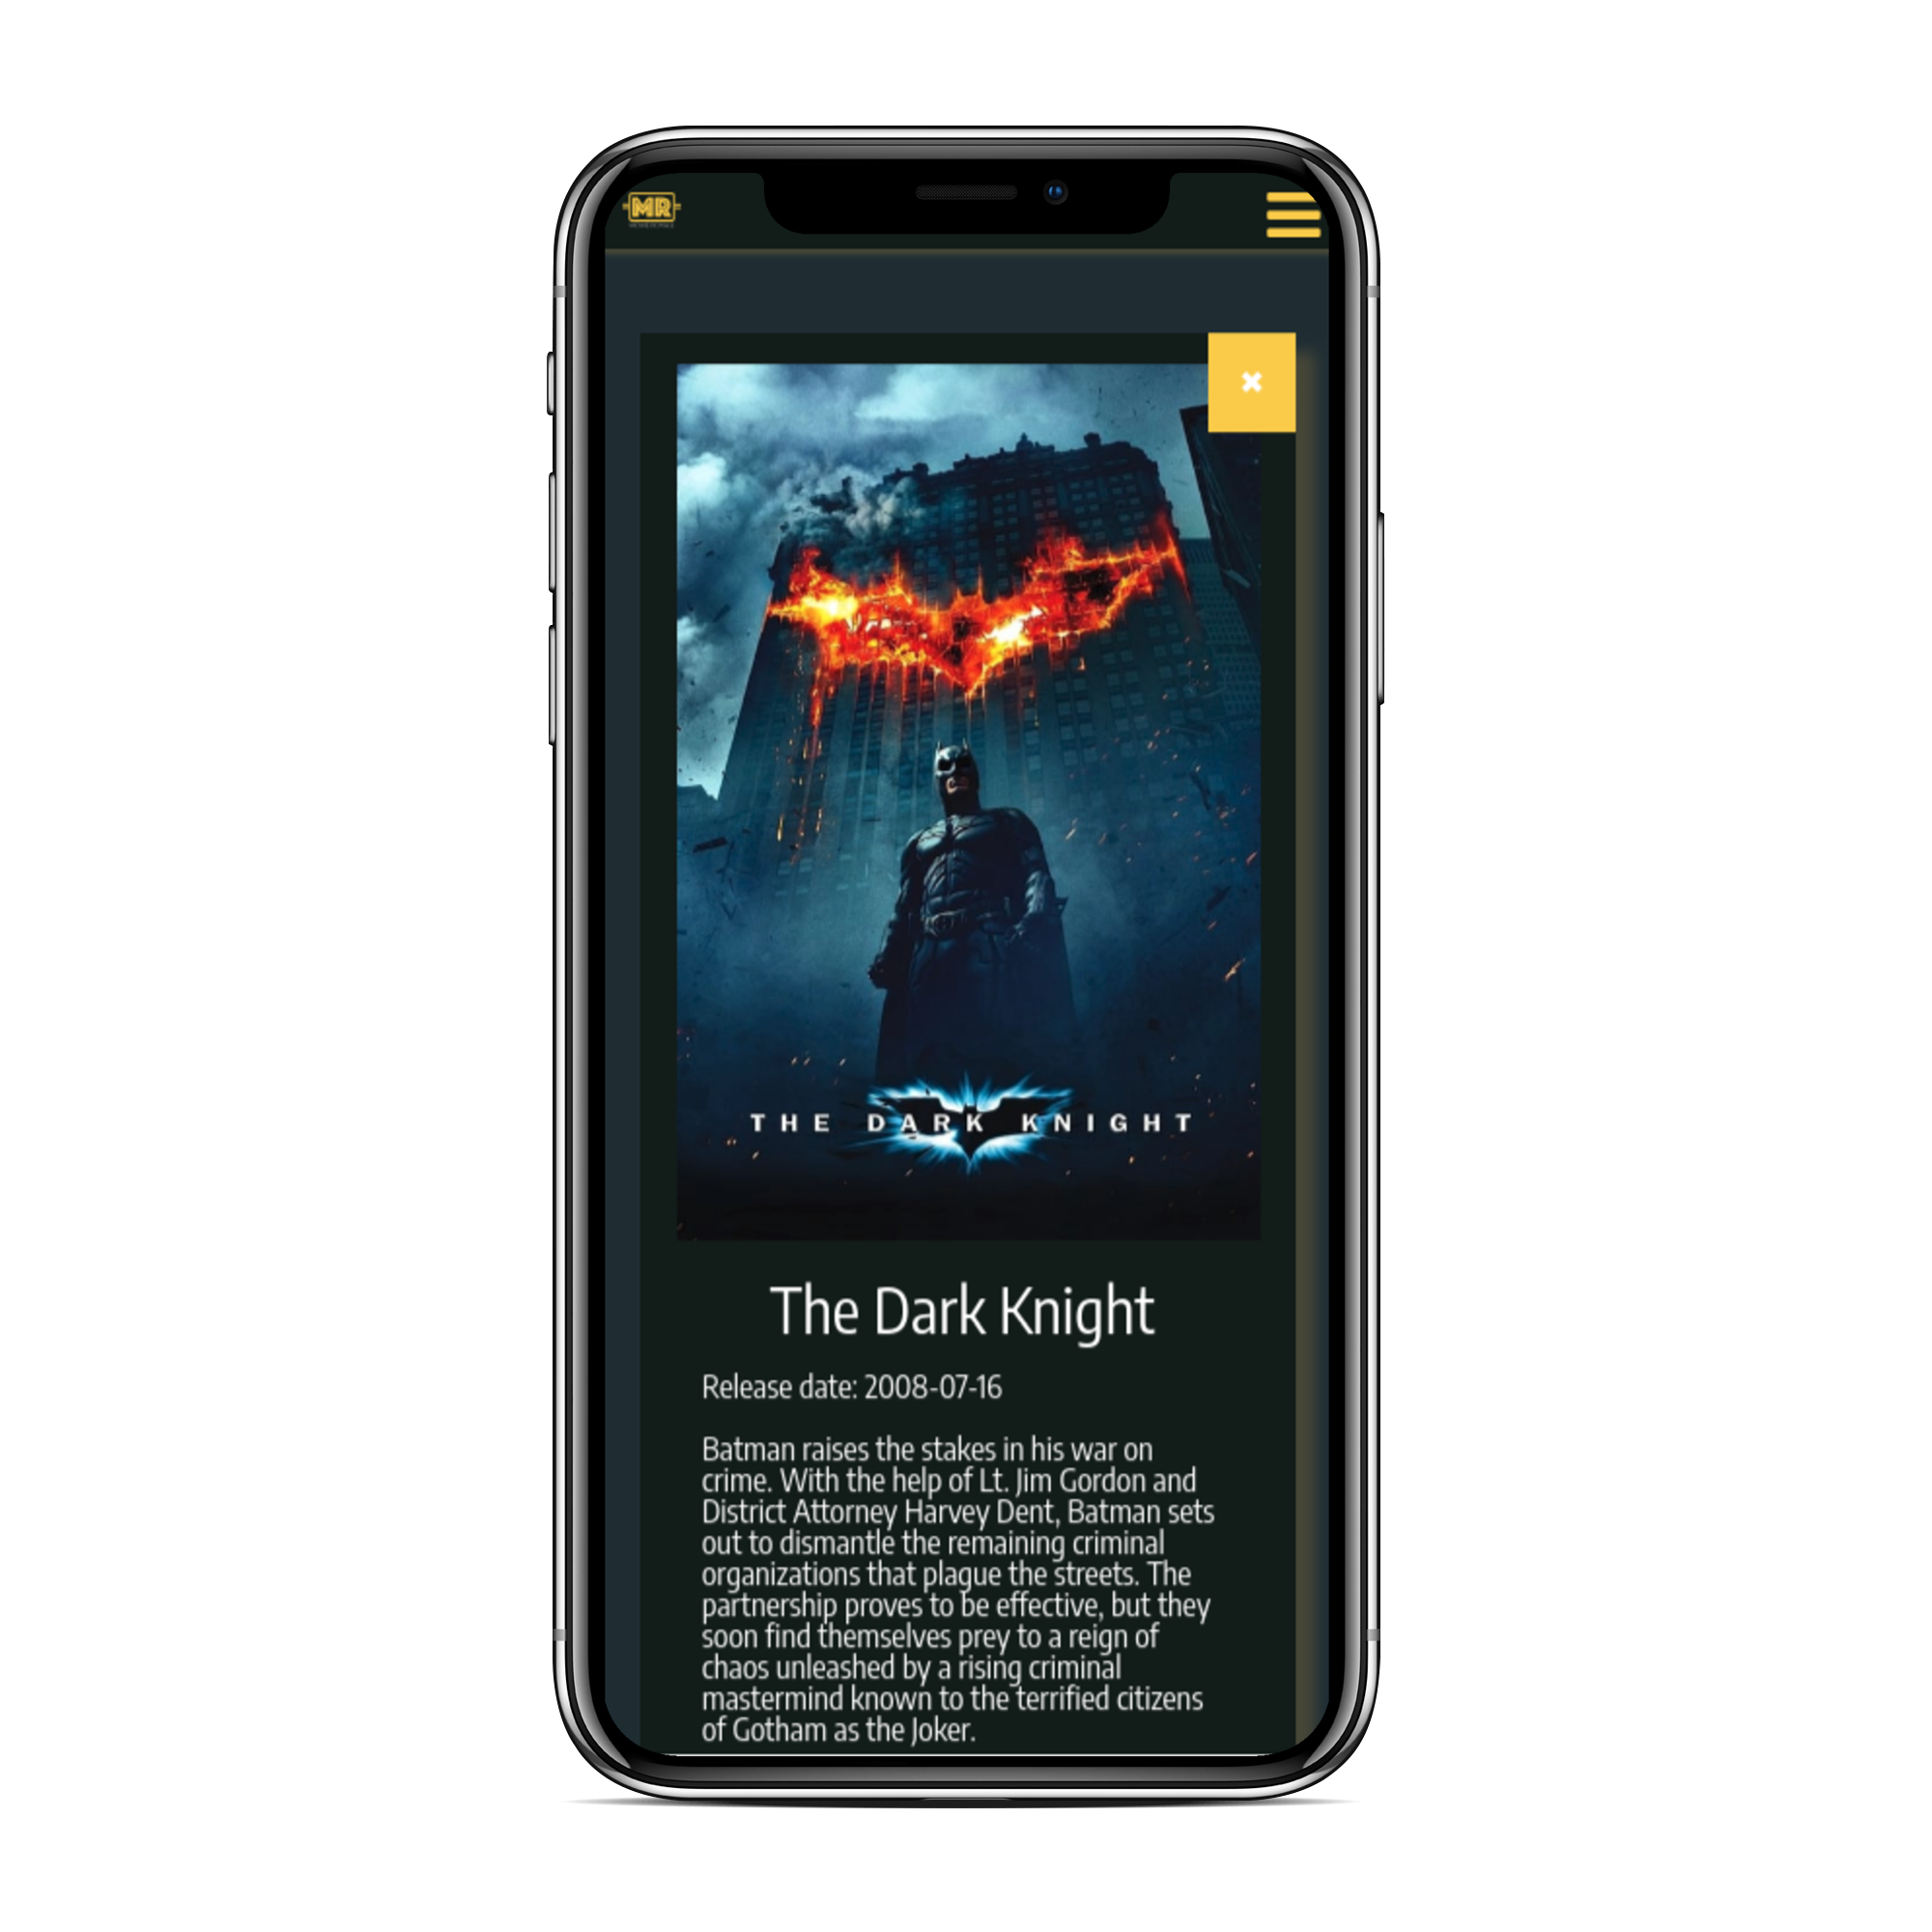 MR
THE DARK KNIGHT
The Dark Knight
Release date: 2008-07-16
Batman raises the stakes in his war on
crime. With the help of Lt. Jim Gordon and
District Attorney Harvey Dent, Batman sets
out to dismantle the remaining criminal
organizations that plague the streets. The
partnership proves to be effective, but they
soon find themselves prey to a reign of
chaos unleashed by a rising criminal
mastermind known to the terrified citizens
of Gotham as the Joker.